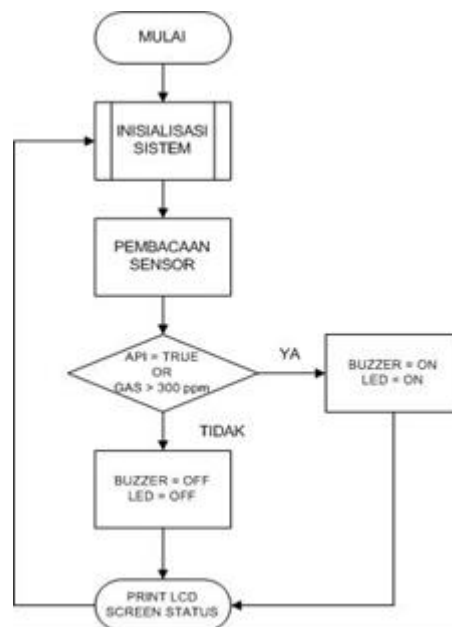 MULAI
INISIALISASI
SISTEM
PEMBACAAN
SENSOR
API = TRUE
OR
GAS > 300 ppm
YA
BUZZER = ON
LED = ON
TIDAK
BUZZER = OFF
LED = OFF
PRINT LCD
SCREEN STATUS